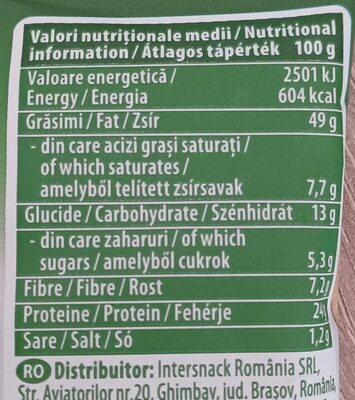 Valori nutriționale medii / Nutritional
information / Átlagos tápérték 100 g
Valoare energetică / 2501 kJ
Energy / Energia 604 kcal
Grăsimi / Fat / Zsír 49 g
- din care acizi grași saturați /
of which saturates /
amelyből telített zsírsavak 7,7 g
Glucide / Carbohydrate / Szénhidrát 13 g
- din care zaharuri / of which
sugars / amelyből cukrok 5,3 g
Fibre / Fibre / Rost 7,2g
Proteine / Protein / Fehérje 24g
Sare / Salt / Só 1,2g
RO Distribuitor: Intersnack România SRL,
Str. Aviatorilor nr.20, Ghimbav, jud. Brașov, România,